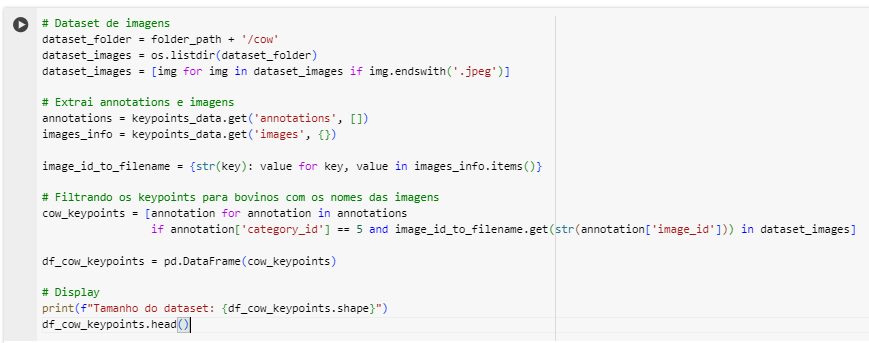 # Dataset de imagens
dataset_folder = folder_path + '/cow'
dataset_images = os.listdir(dataset_folder)
dataset_images = [img for img in dataset_images if img.endswith('.jpeg')]
# Extrai annotations e imagens
annotations = keypoints_data.get('annotations', [])
images_info = keypoints_data.get('images', {})
image_id_to_filename = {str(key): value for key, value in images_info.items()}
# Filtrando os keypoints para bovinos com os nomes das imagens
cow_keypoints = [annotation for annotation in annotations
if annotation['category_id'] == 5 and image_id_to_filename.get(str(annotation['image_id'])) in dataset_images]
df_cow_keypoints = pd.DataFrame(cow_keypoints)
# Display
print(f"Tamanho do dataset: {df_cow_keypoints.shape}")
df_cow_keypoints.head()